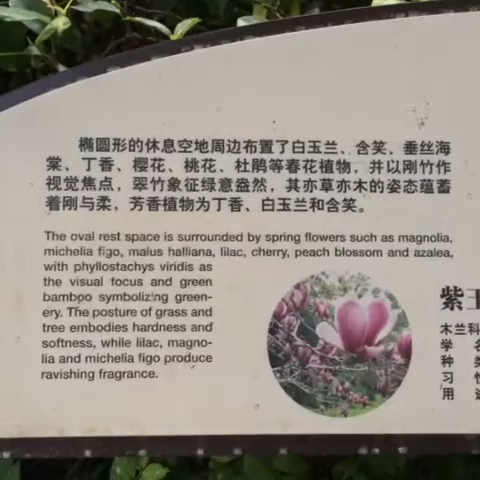 椭圆形的休息空地周边布置了白玉兰、含笑、垂丝海
棠、丁香、樱花、桃花、杜鹃等春花植物，并以刚竹作
视觉焦点，翠竹象征绿意盎然，其亦草亦木的姿态蕴蓄
着刚与柔，芳香植物为丁香、白玉兰和含笑。
The oval rest space is surrounded by spring flowers such as magnolia,
michelia figo, malus halliana, lilac, cherry, peach blossom and azalea,
with phyllostachys viridis as
the visual focus and green
bamboo symbolizing green-
ery. The posture of grass and
tree embodies hardness and
softness, while lilac, magno-
lia and michelia figo produce
ravishing fragrance.
紫玉
木兰科
学 名
种 类
习 性
用